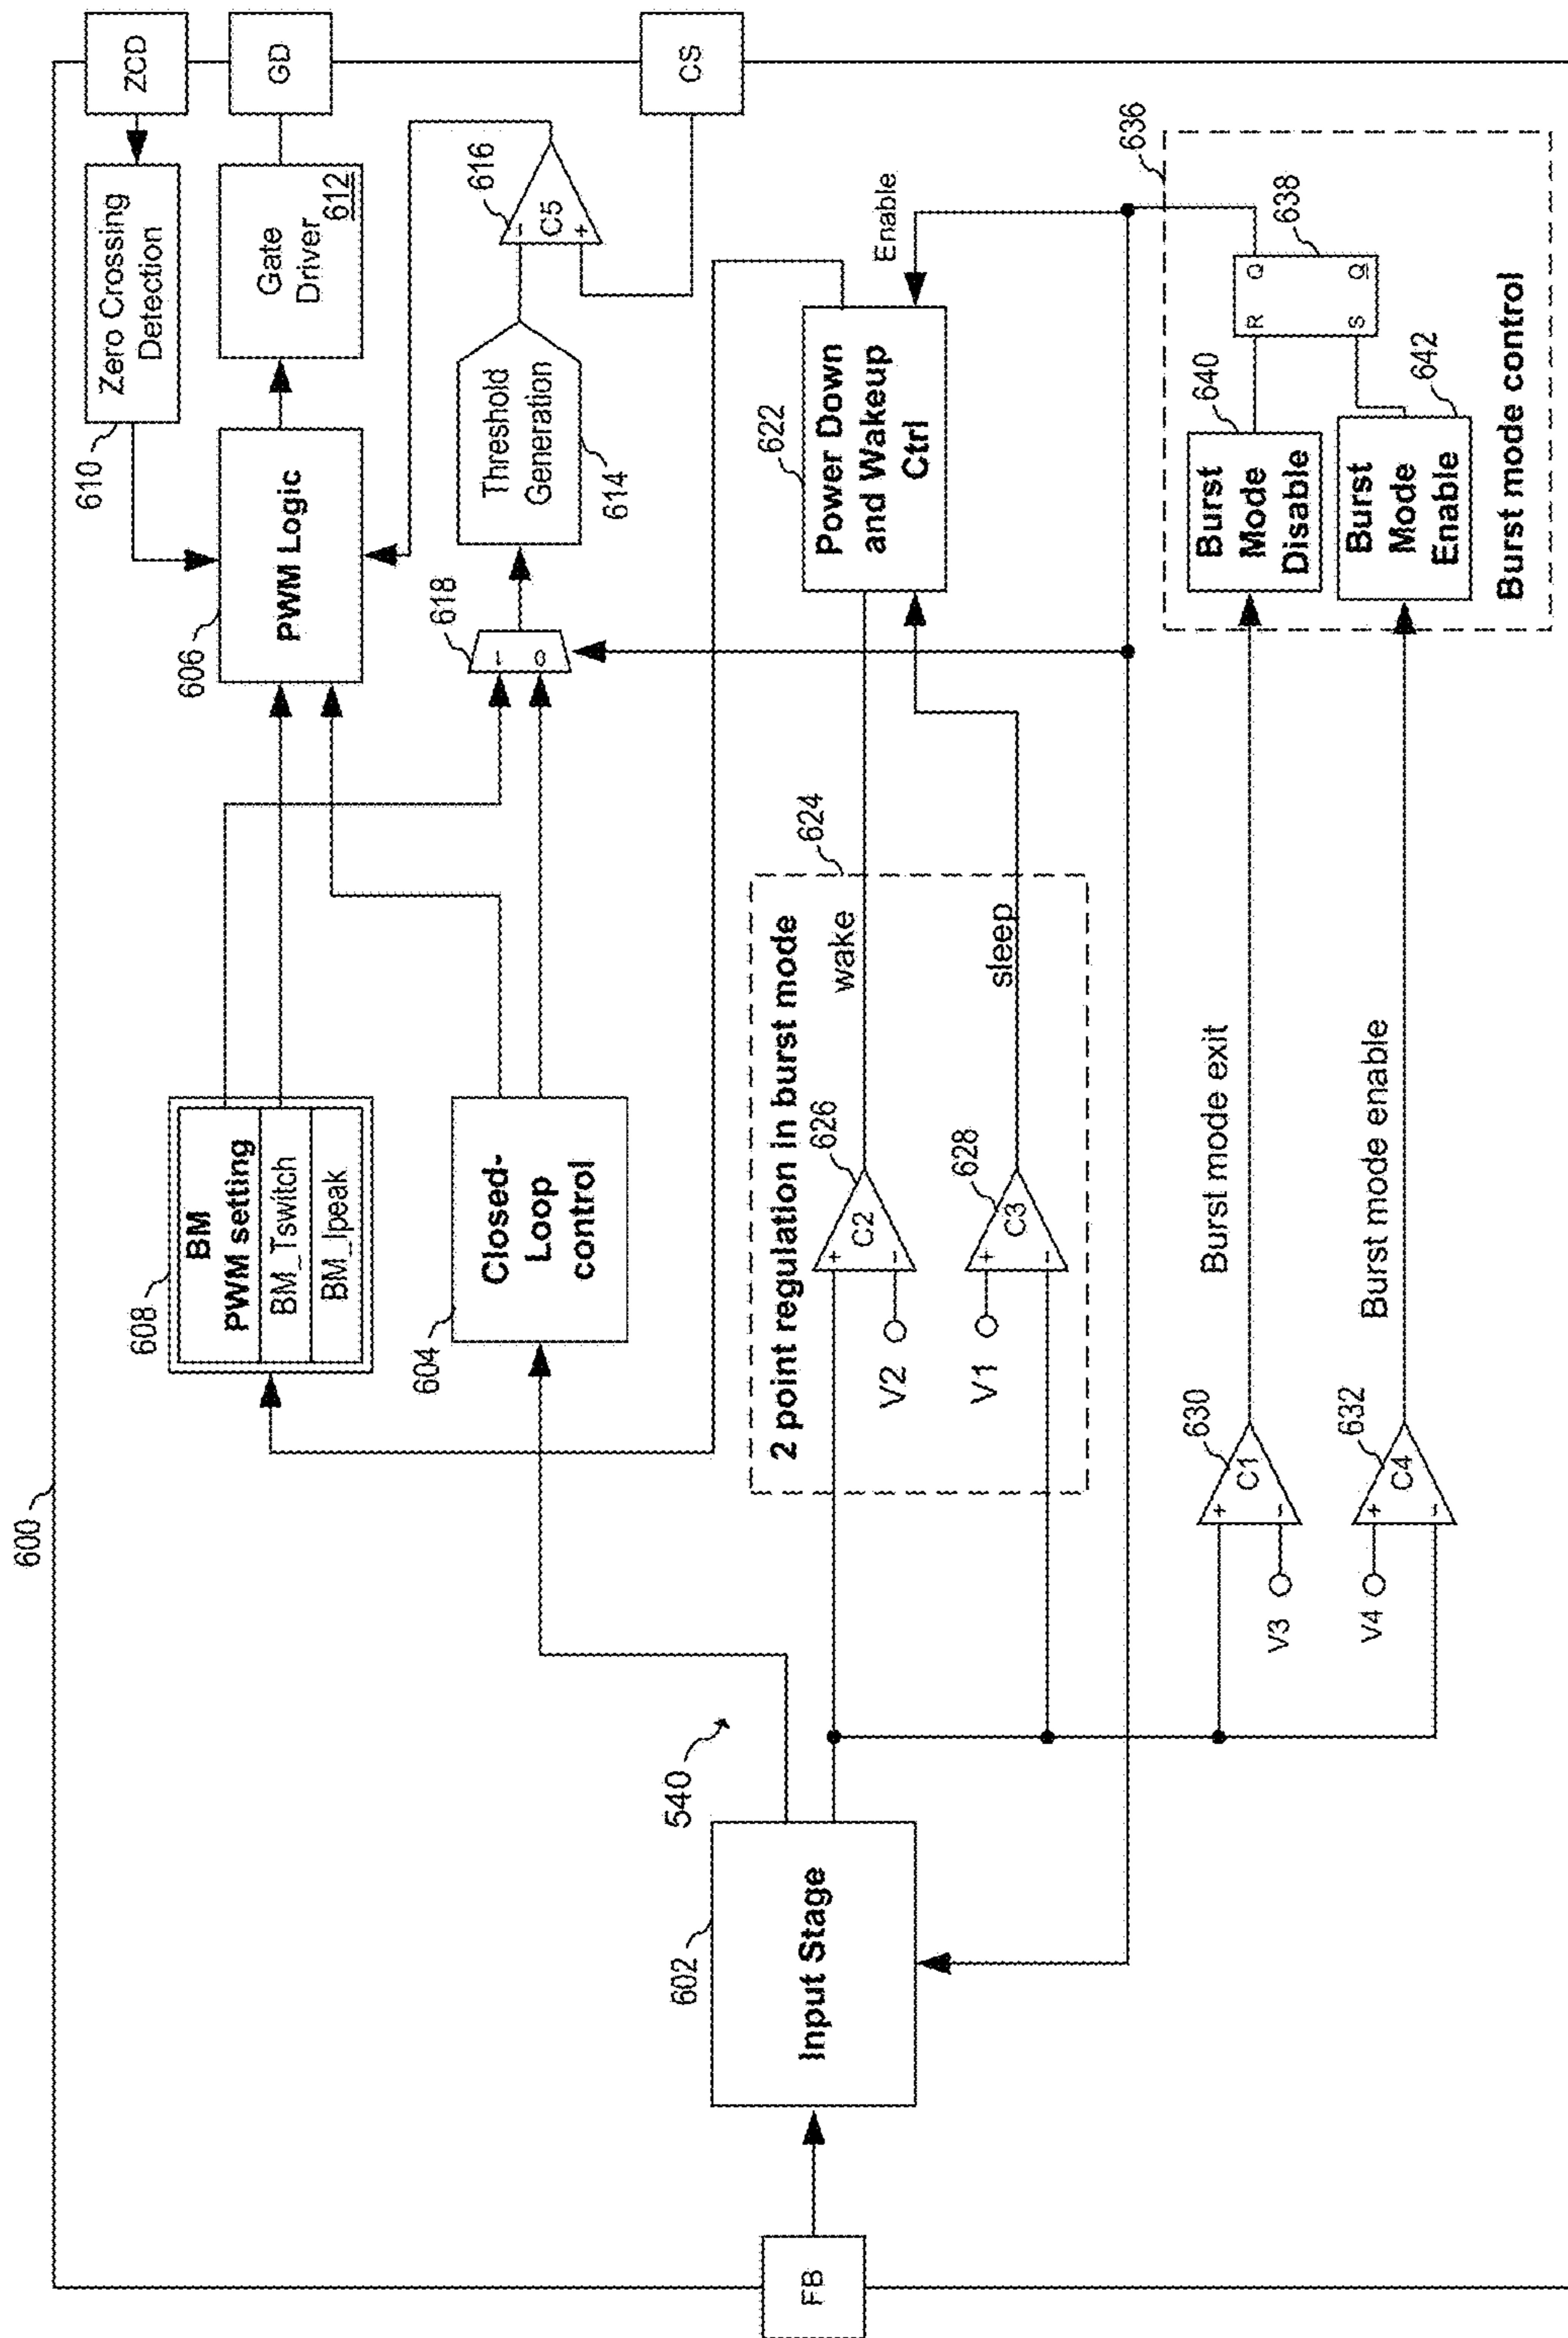 600
ZCD
GD
CS
Zero Crossing
Detection
610
Gate
Driver
612
PWM Logic
606
616
-
C5
+
Threshold
Generation
614
618
1
0
BM
PWM setting
BM_Tswitch
BM_Ipeak
608
Closed-
Loop
control
604
Enable
Power Down
and Wakeup
Ctrl
622
624
2 point regulation in burst mode
wake
sleep
626
+
C2
-
V2
628
+
C3
-
V1
540
Input Stage
602
FB
636
638
R
Q
S
Q
640
Burst
Mode
Disable
642
Burst
Mode
Enable
Burst mode control
Burst mode exit
Burst mode enable
630
+
C1
-
V3
632
+
C4
-
V4